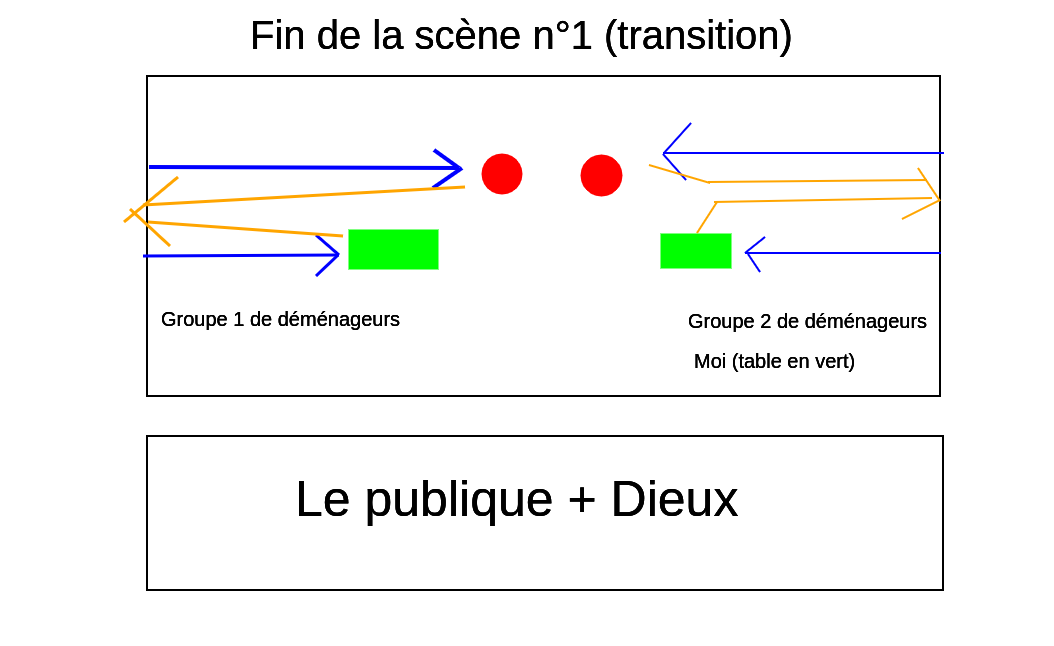 Fin de la scène n°1 (transition)
Groupe 1 de déménageurs
Groupe 2 de déménageurs
Moi (table en vert)
Le publique + Dieux